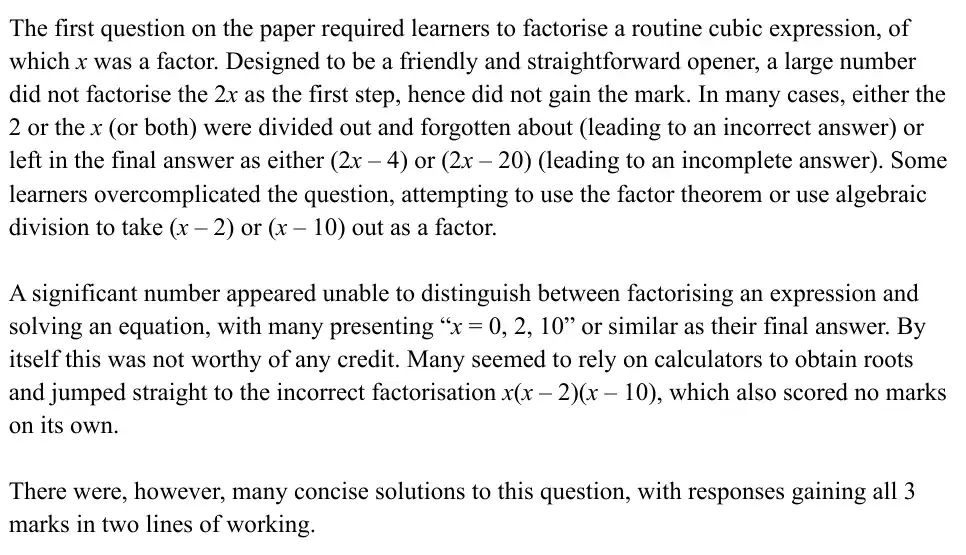 The first question on the paper required learners to factorise a routine cubic expression, of
which x was a factor. Designed to be a friendly and straightforward opener, a large number
did not factorise the 2x as the first step, hence did not gain the mark. In many cases, either the
2 or the x (or both) were divided out and forgotten about (leading to an incorrect answer) or
left in the final answer as either (2x – 4) or (2x – 20) (leading to an incomplete answer). Some
learners overcomplicated the question, attempting to use the factor theorem or use algebraic
division to take (x – 2) or (x – 10) out as a factor.
A significant number appeared unable to distinguish between factorising an expression and
solving an equation, with many presenting “x = 0, 2, 10” or similar as their final answer. By
itself this was not worthy of any credit. Many seemed to rely on calculators to obtain roots
and jumped straight to the incorrect factorisation x(x – 2)(x – 10), which also scored no marks
on its own.
There were, however, many concise solutions to this question, with responses gaining all 3
marks in two lines of working.